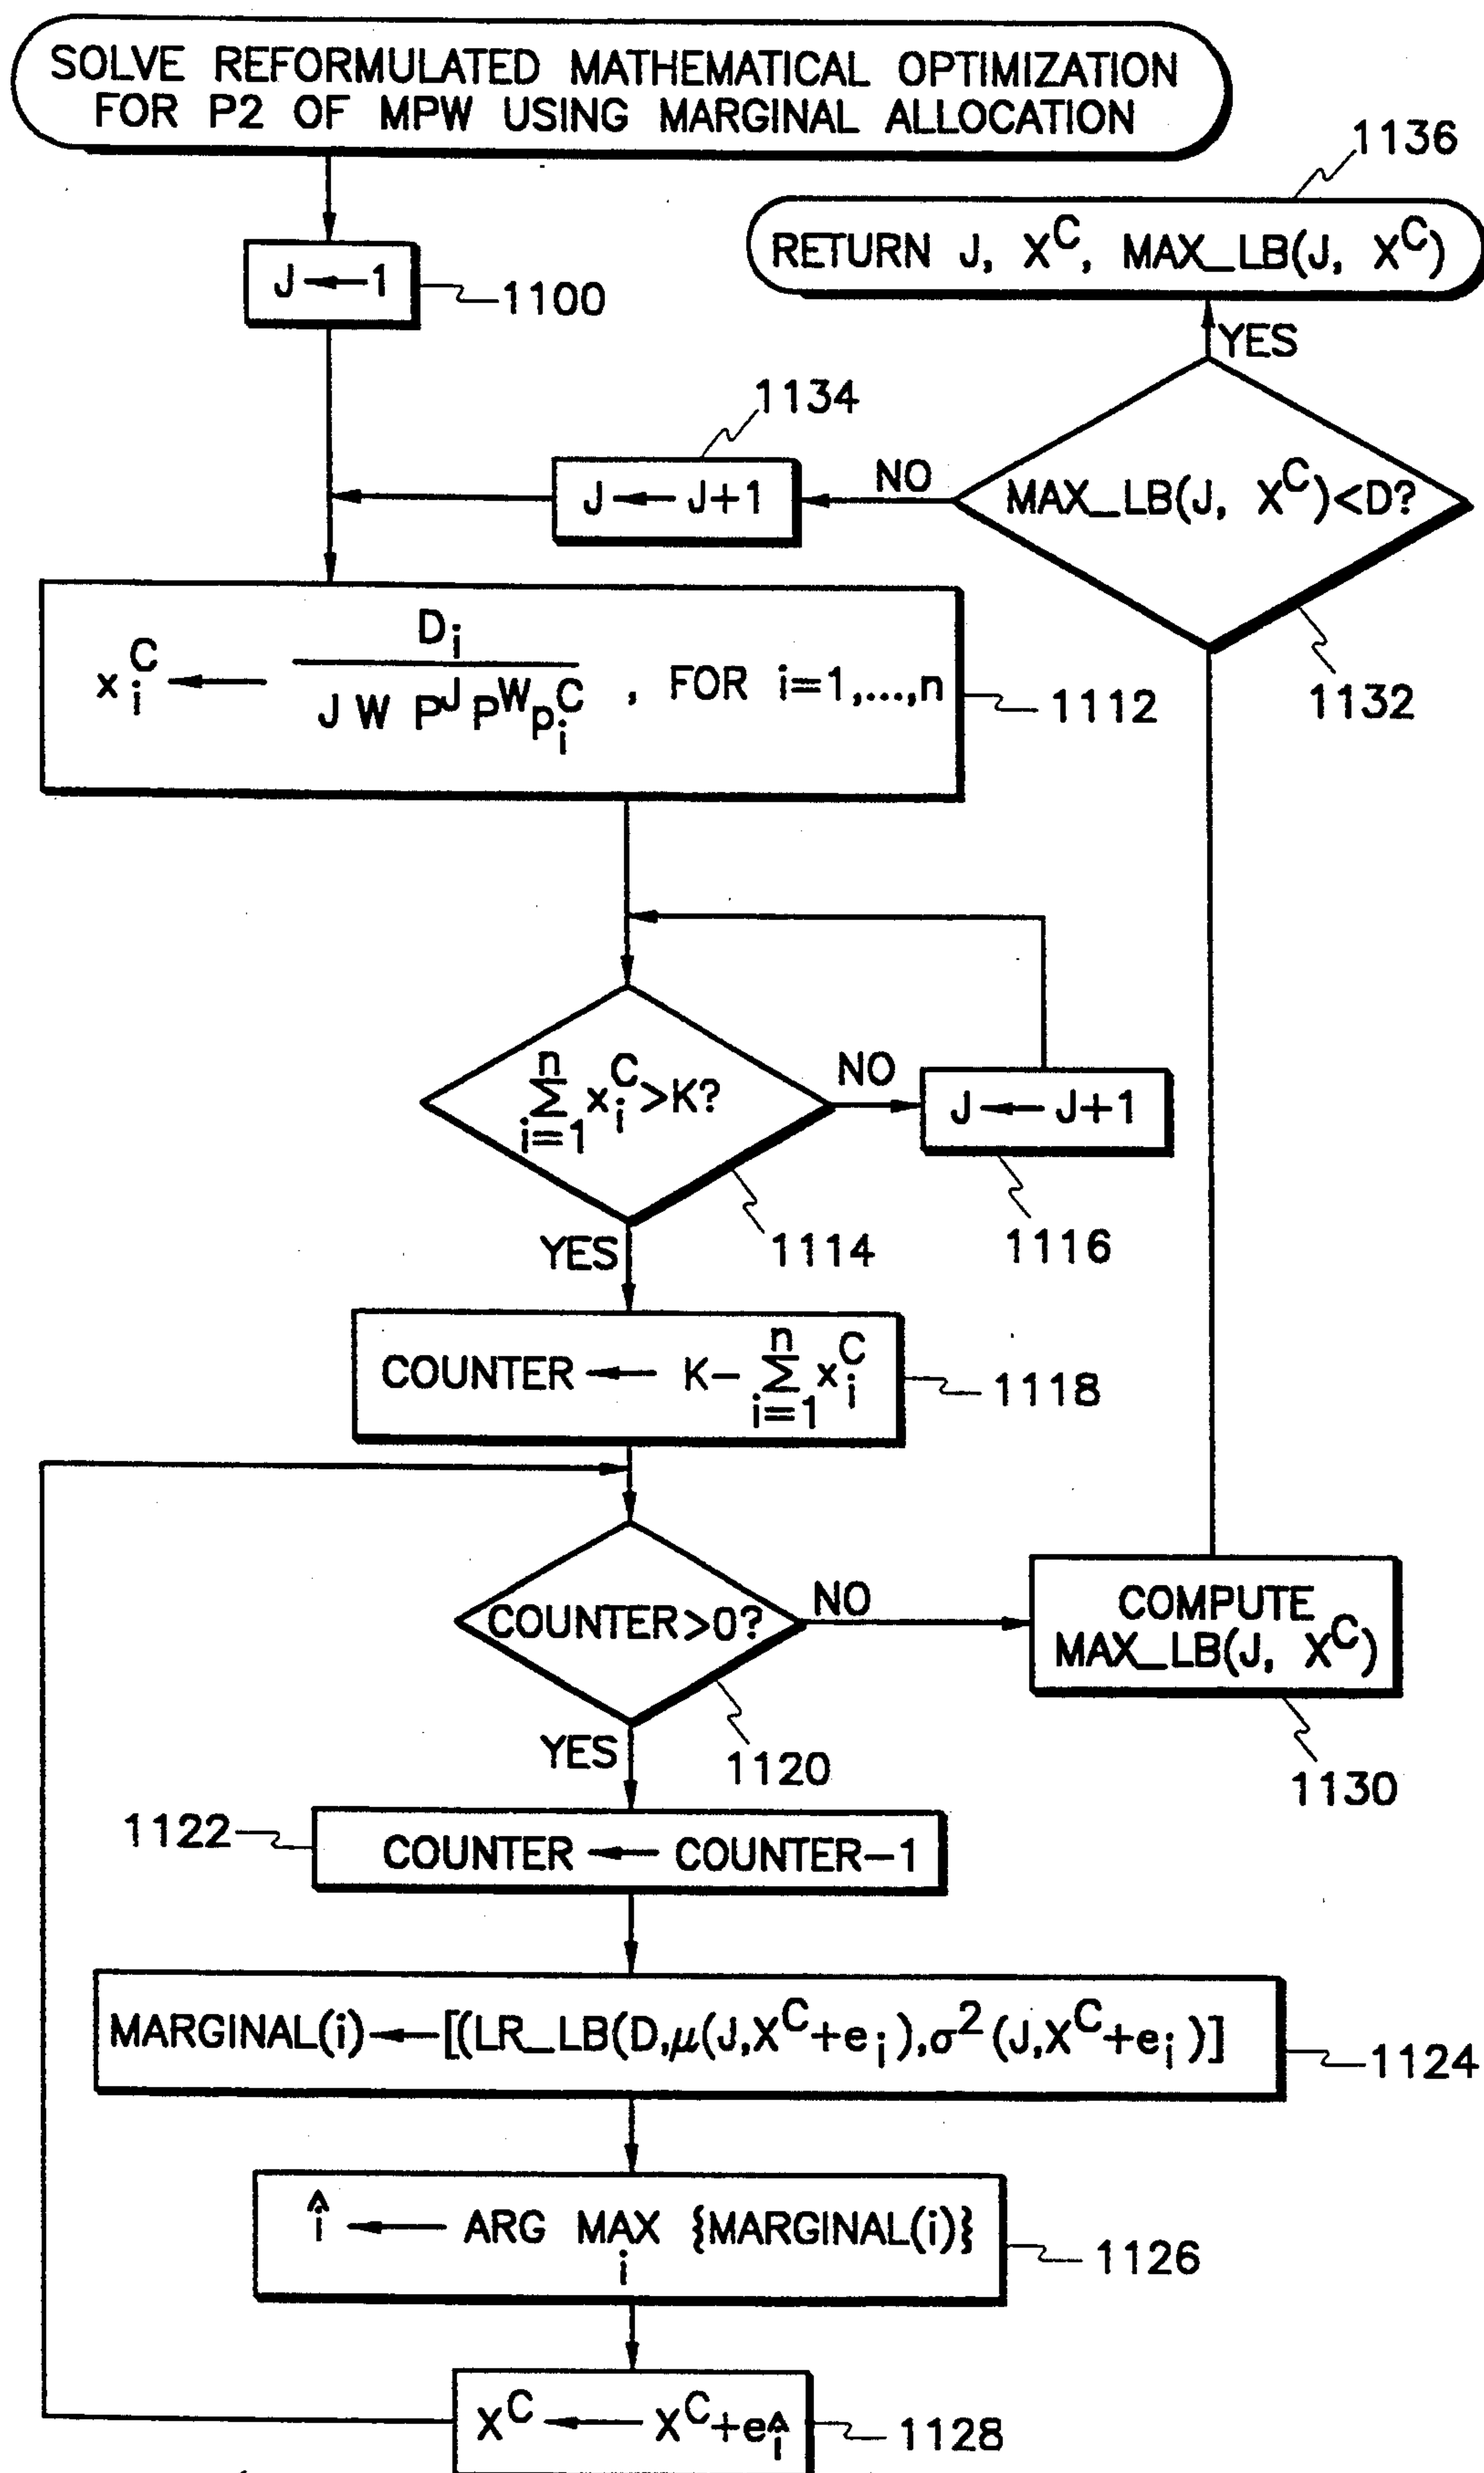 SOLVE REFORMULATED MATHEMATICAL OPTIMIZATION
FOR P2 OF MPW USING MARGINAL ALLOCATION
1136
RETURN J, X^C, MAX_LB(J, X^C)
J ← 1
1100
YES
1134
J ← J+1
NO
MAX_LB(J, X^C)<D?
1132
x_i^C ← D_i / (J W P^J P^W p_i^C) , FOR i=1,...,n
1112
∑_{i=1}^n x_i^C >K?
NO
J ← J+1
1114
1116
YES
COUNTER ← K− ∑_{i=1}^n x_i^C
1118
COUNTER>0?
NO
COMPUTE
MAX_LB(J, X^C)
1120
1130
YES
1122
COUNTER ← COUNTER−1
MARGINAL(i) ← [(LR_LB(D,μ(J,X^C+e_i),σ^2(J,X^C+e_i)]
1124
î ← ARG MAX {MARGINAL(i)}
i
1126
X^C ← X^C+e_î
1128